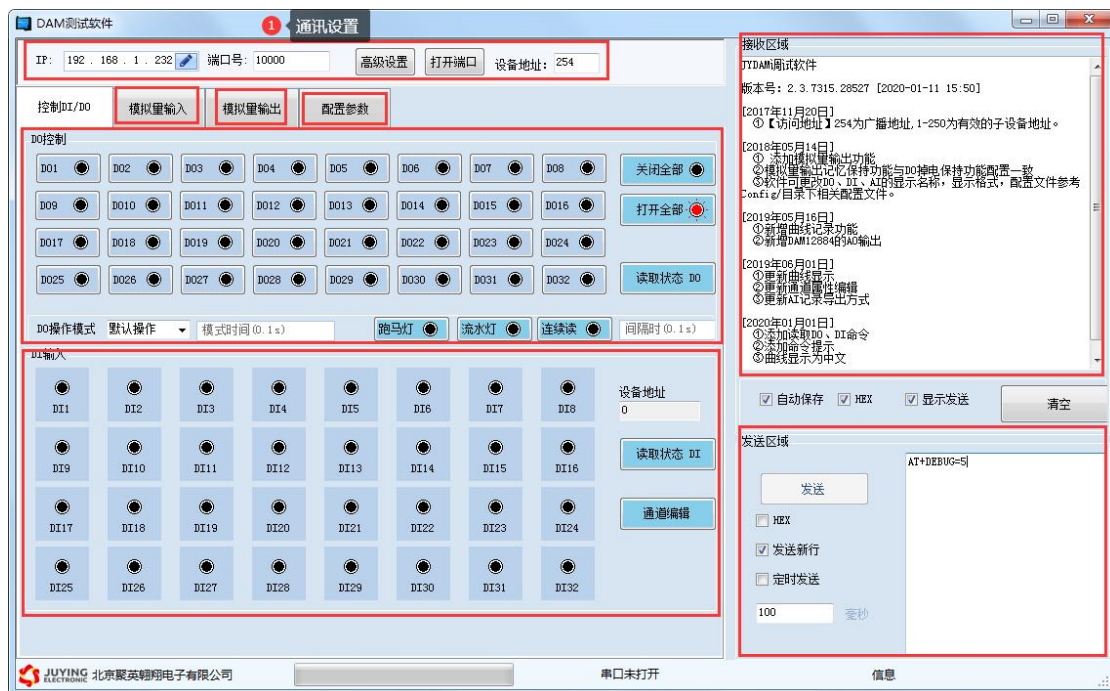 DAM测试软件
1 通讯设置
IP: 192 . 168 . 1 . 232 端口号: 10000 高级设置 打开端口 设备地址: 254
控制DI/DO 模拟量输入 模拟量输出 配置参数
DO控制
DO1 DO2 DO3 DO4 DO5 DO6 DO7 DO8 关闭全部
DO9 DO10 DO11 DO12 DO13 DO14 DO15 DO16 打开全部
DO17 DO18 DO19 DO20 DO21 DO22 DO23 DO24
DO25 DO26 DO27 DO28 DO29 DO30 DO31 DO32 读取状态 DO
DO操作模式 默认操作 模式时间(0.1s) 跑马灯 流水灯 连续读 间隔时(0.1s)
DI输入
DI1 DI2 DI3 DI4 DI5 DI6 DI7 DI8
设备地址
0
DI9 DI10 DI11 DI12 DI13 DI14 DI15 DI16
读取状态 DI
DI17 DI18 DI19 DI20 DI21 DI22 DI23 DI24
通道编辑
DI25 DI26 DI27 DI28 DI29 DI30 DI31 DI32
接收区域
JYDAM调试软件
版本号: 2.3.7315.28527 [2020-01-11 15:50]
[2017年11月20日]
①【访问地址】254为广播地址,1-250为有效的子设备地址。
[2018年05月14日]
① 添加模拟量输出功能
②模拟量输出记忆保持功能与DO掉电保持功能配置一致
③软件可更改DO、DI、AI的显示名称，显示格式，配置文件参考
Config/目录下相关配置文件。
[2019年05月16日]
①新增曲线记录功能
②新增DAM12884的AO输出
[2019年06月01日]
①更新曲线显示
②更新通道属性编辑
③更新AI记录导出方式
[2020年01月01日]
①添加读取DO、DI命令
②添加命令提示
③曲线显示为中文
自动保存 HEX 显示发送 清空
发送区域
AT+DEBUG=5
发送
HEX
发送新行
定时发送
100 毫秒
JUYING ELECTRONIC 北京聚英翱翔电子有限公司 串口未打开 信息